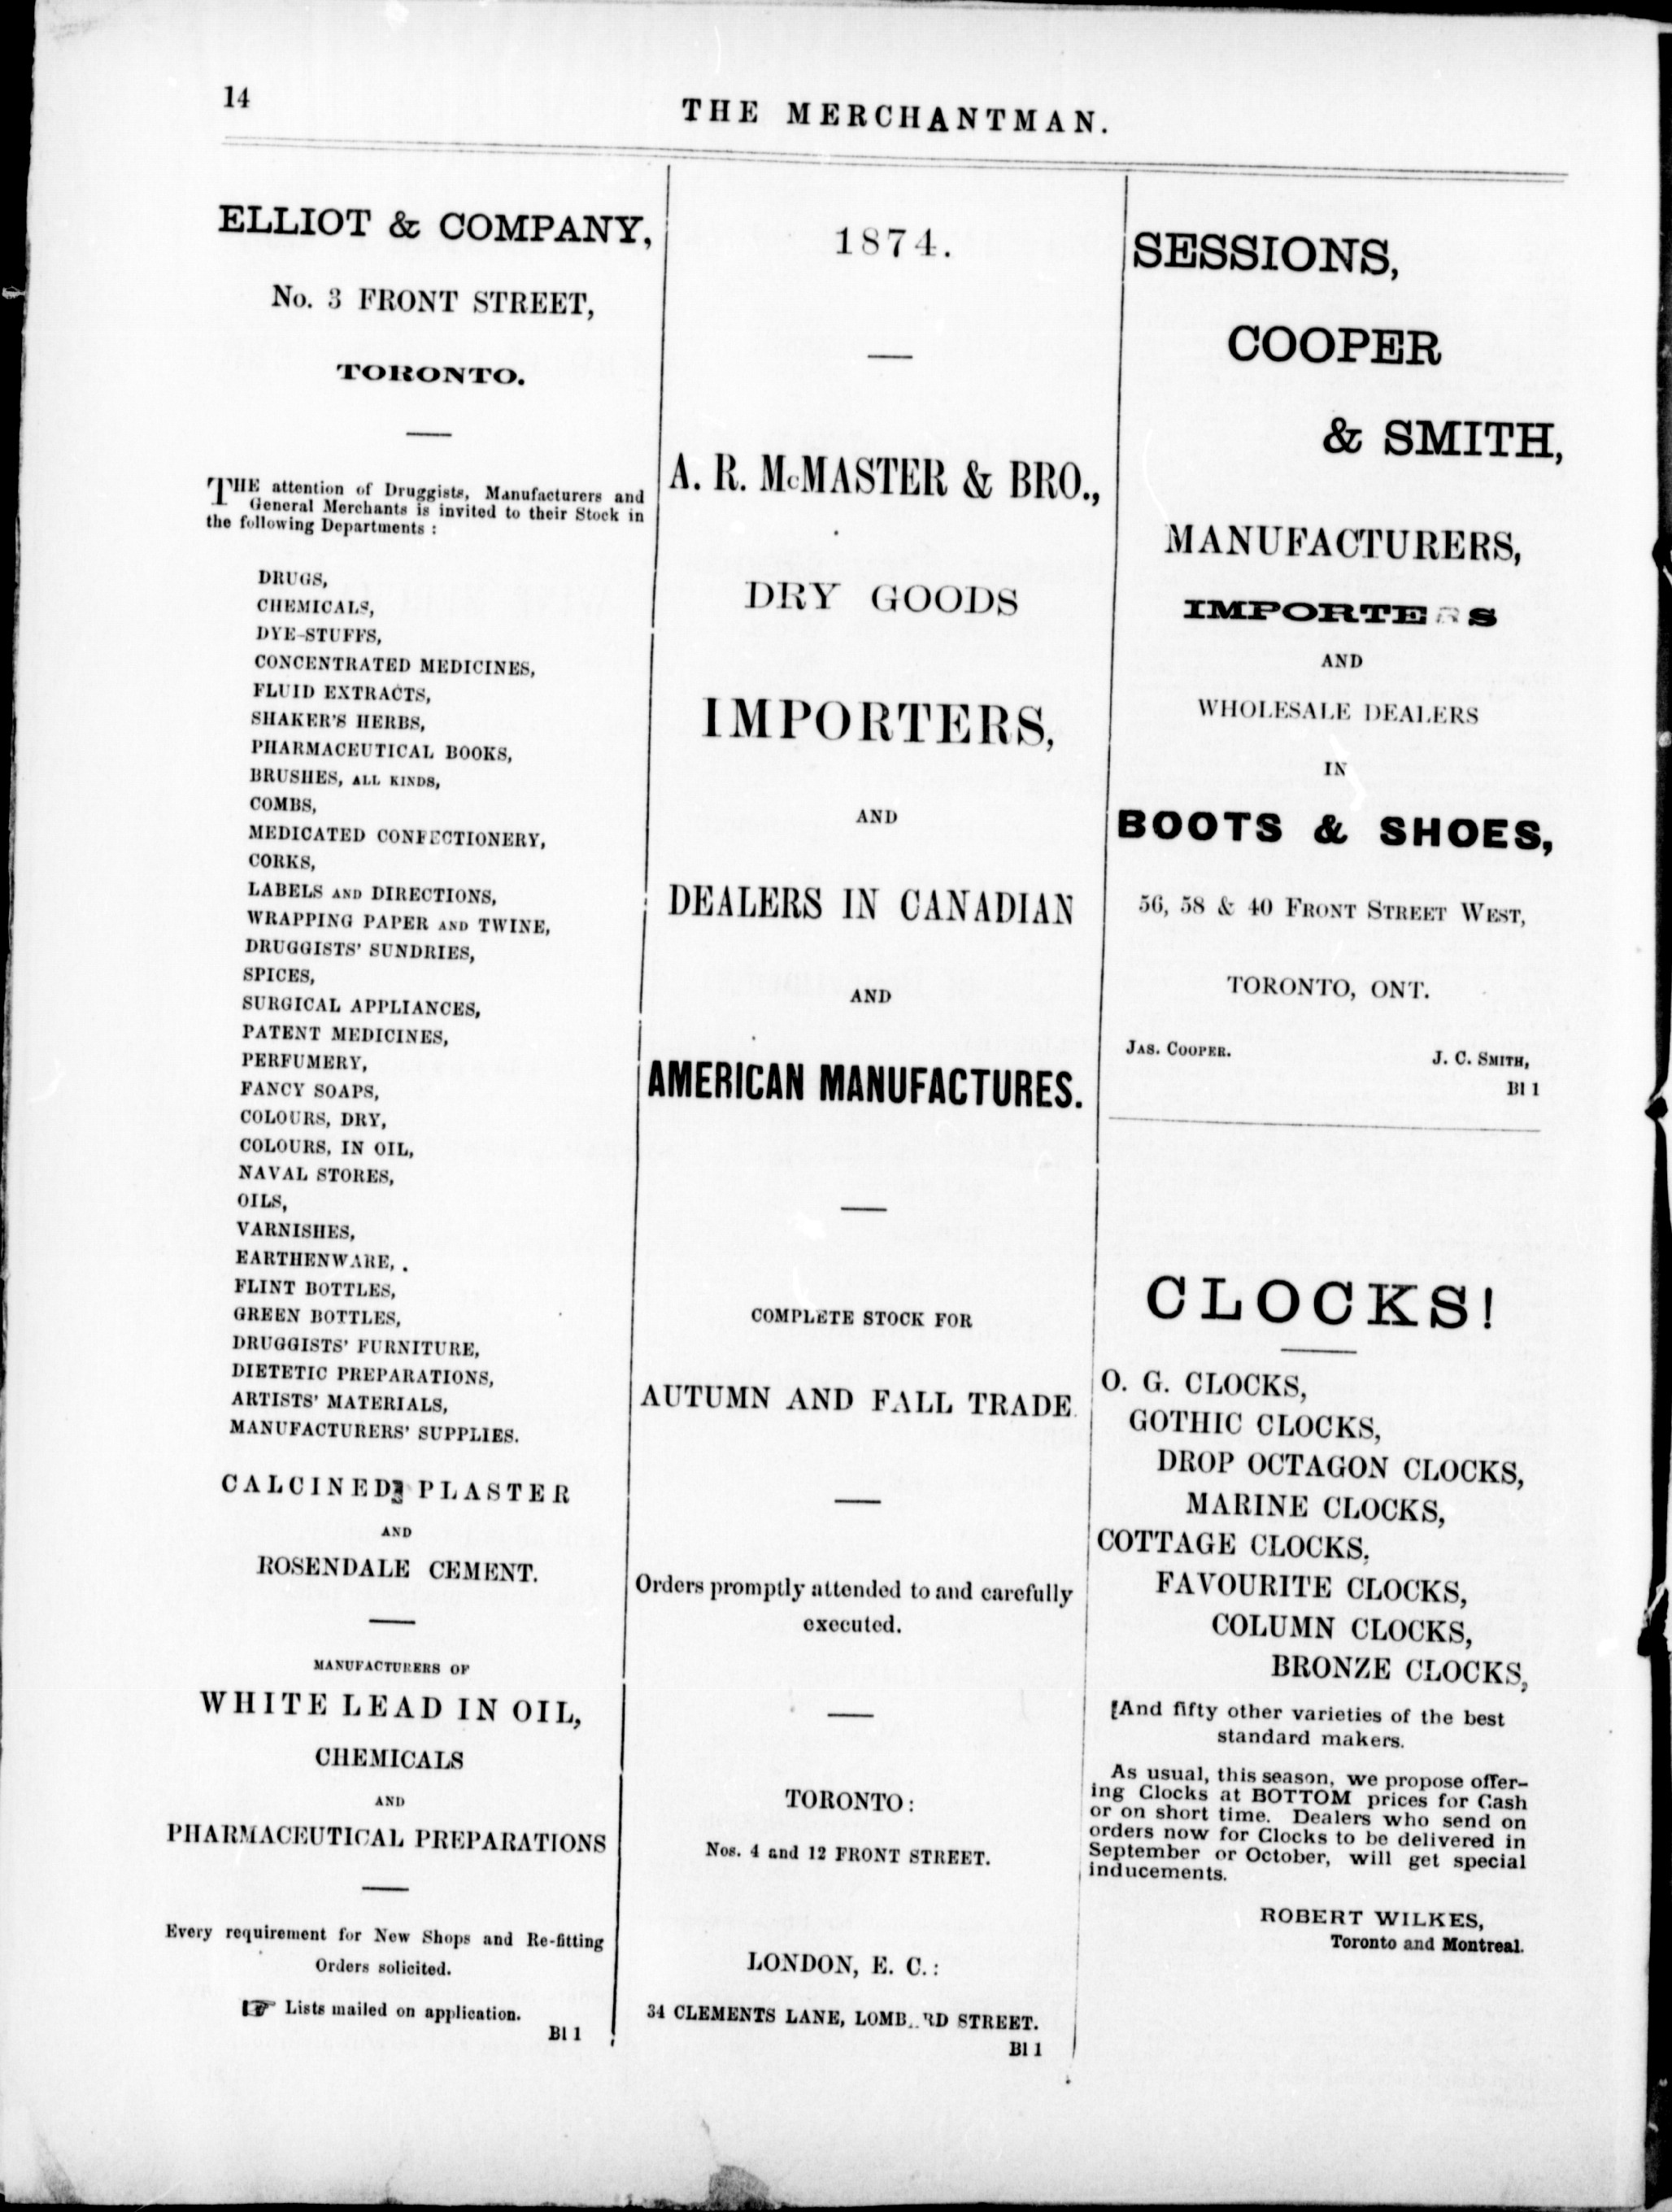 14
THE MERCHANTMAN.
ELLIOT & COMPANY,
No. 3 FRONT STREET,
TORONTO.
THE attention of Druggists, Manufacturers and
General Merchants is invited to their Stock in
the following Departments :
DRUGS,
CHEMICALS,
DYE-STUFFS,
CONCENTRATED MEDICINES,
FLUID EXTRACTS,
SHAKER'S HERBS,
PHARMACEUTICAL BOOKS,
BRUSHES, ALL KINDS,
COMBS,
MEDICATED CONFECTIONERY,
CORKS,
LABELS AND DIRECTIONS,
WRAPPING PAPER AND TWINE,
DRUGGISTS' SUNDRIES,
SPICES,
SURGICAL APPLIANCES,
PATENT MEDICINES,
PERFUMERY,
FANCY SOAPS,
COLOURS, DRY,
COLOURS, IN OIL,
NAVAL STORES,
OILS,
VARNISHES,
EARTHENWARE,
FLINT BOTTLES,
GREEN BOTTLES,
DRUGGISTS' FURNITURE,
DIETETIC PREPARATIONS,
ARTISTS' MATERIALS,
MANUFACTURERS' SUPPLIES.
CALCINED PLASTER
AND
ROSENDALE CEMENT.
MANUFACTURERS OF
WHITE LEAD IN OIL,
CHEMICALS
AND
PHARMACEUTICAL PREPARATIONS
Every requirement for New Shops and Re-fitting
Orders solicited.
☞ Lists mailed on application.
Bl 1
1874.
A. R. McMASTER & BRO.,
DRY GOODS
IMPORTERS,
AND
DEALERS IN CANADIAN
AND
AMERICAN MANUFACTURES.
COMPLETE STOCK FOR
AUTUMN AND FALL TRADE.
Orders promptly attended to and carefully
executed.
TORONTO:
Nos. 4 and 12 FRONT STREET.
LONDON, E. C.:
34 CLEMENTS LANE, LOMBARD STREET.
Bl 1
SESSIONS,
COOPER
& SMITH,
MANUFACTURERS,
IMPORTERS
AND
WHOLESALE DEALERS
IN
BOOTS & SHOES,
56, 58 & 40 FRONT STREET WEST,
TORONTO, ONT.
JAS. COOPER.
J. C. SMITH,
Bl 1
CLOCKS!
O. G. CLOCKS,
GOTHIC CLOCKS,
DROP OCTAGON CLOCKS,
MARINE CLOCKS,
COTTAGE CLOCKS,
FAVOURITE CLOCKS,
COLUMN CLOCKS,
BRONZE CLOCKS,
[And fifty other varieties of the best
standard makers.
As usual, this season, we propose offer-
ing Clocks at BOTTOM prices for Cash
or on short time. Dealers who send on
orders now for Clocks to be delivered in
September or October, will get special
inducements.
ROBERT WILKES,
Toronto and Montreal.